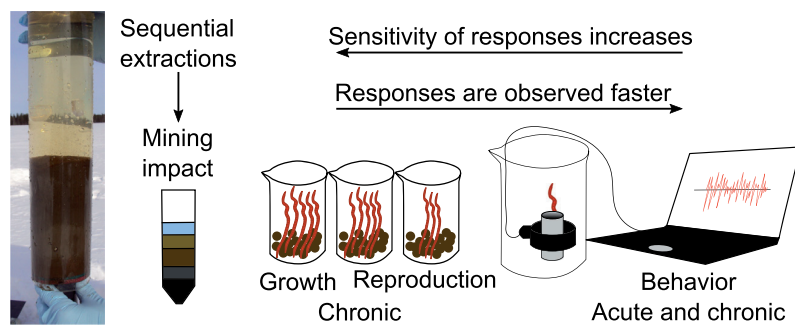 Sequential
extractions
Mining
impact
Sensitivity of responses increases
Responses are observed faster
Growth
Reproduction
Chronic
Behavior
Acute and chronic